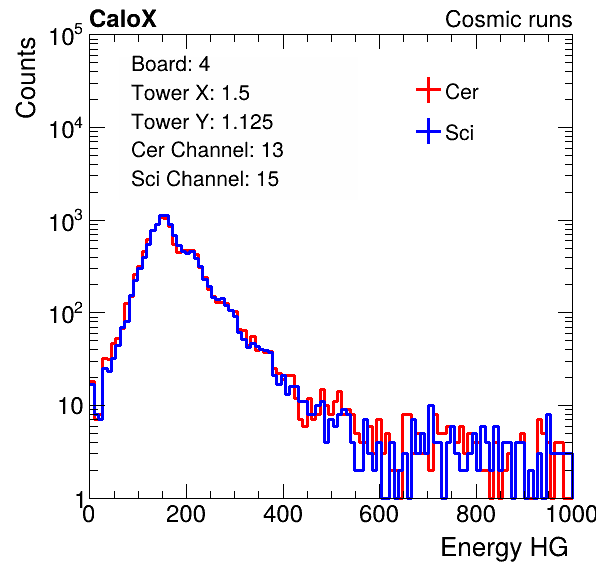 CaloX Cosmic runs
Counts
10^5
10^4
10^3
10^2
10
1
Board: 4
Tower X: 1.5
Tower Y: 1.125
Cer Channel: 13
Sci Channel: 15
Cer
Sci
0 200 400 600 800 1000
Energy HG